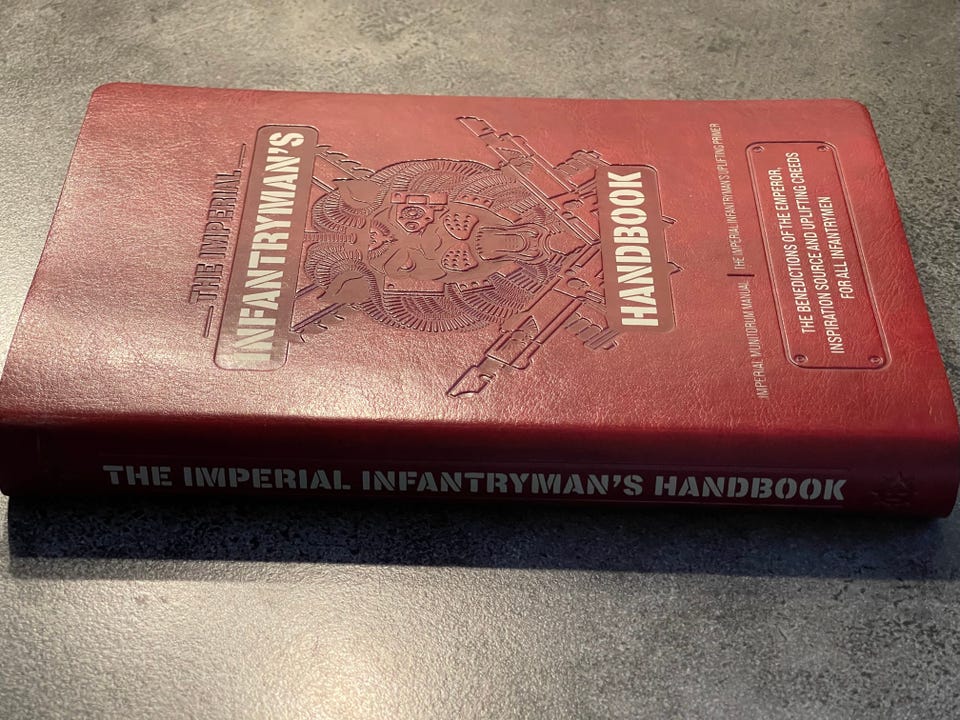 THE IMPERIAL
INFANTRYMAN'S
HANDBOOK
IMPERIAL MUNITORUM MANUAL | THE IMPERIAL INFANTRYMAN'S UPLIFTING PRIMER
THE BENEDICTIONS OF THE EMPEROR,
INSPIRATION SOURCE AND UPLIFTING CREEDS
FOR ALL INFANTRYMEN
THE IMPERIAL INFANTRYMAN'S HANDBOOK